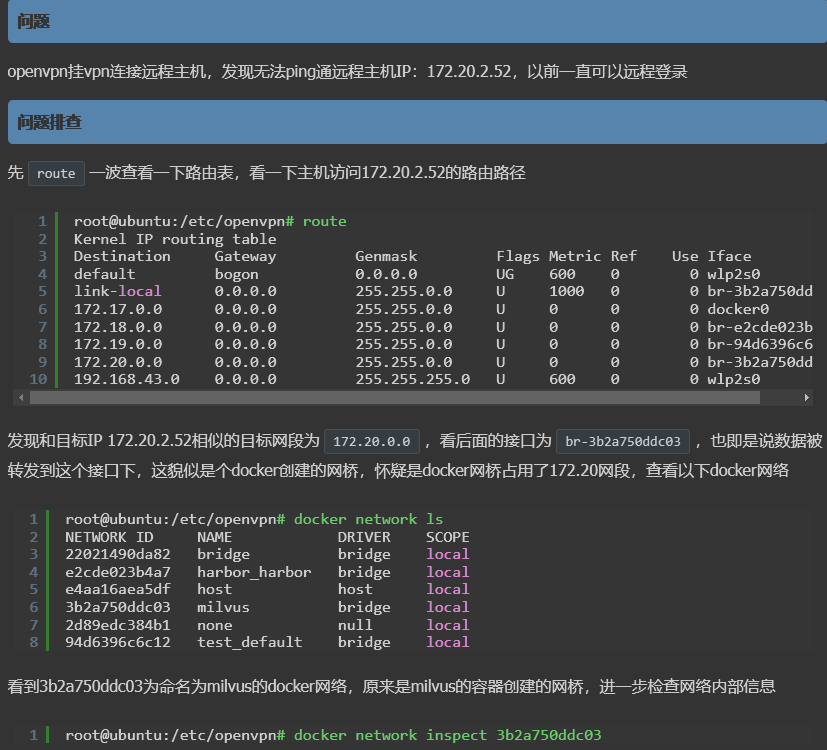 问题
openvpn挂vpn连接远程主机，发现无法ping通远程主机IP：172.20.2.52，以前一直可以远程登录
问题排查
先 route 一波查看一下路由表，看一下主机访问172.20.2.52的路由路径
1 root@ubuntu:/etc/openvpn# route
2 Kernel IP routing table
3 Destination Gateway Genmask Flags Metric Ref Use Iface
4 default bogon 0.0.0.0 UG 600 0 0 wlp2s0
5 link-local 0.0.0.0 255.255.0.0 U 1000 0 0 br-3b2a750dd
6 172.17.0.0 0.0.0.0 255.255.0.0 U 0 0 0 docker0
7 172.18.0.0 0.0.0.0 255.255.0.0 U 0 0 0 br-e2cde023b
8 172.19.0.0 0.0.0.0 255.255.0.0 U 0 0 0 br-94d6396c6
9 172.20.0.0 0.0.0.0 255.255.0.0 U 0 0 0 br-3b2a750dd
10 192.168.43.0 0.0.0.0 255.255.255.0 U 600 0 0 wlp2s0
发现和目标IP 172.20.2.52相似的目标网段为 172.20.0.0 ，看后面的接口为 br-3b2a750ddc03 ，也即是说数据被
转发到这个接口下，这貌似是个docker创建的网桥，怀疑是docker网桥占用了172.20网段，查看以下docker网络
1 root@ubuntu:/etc/openvpn# docker network ls
2 NETWORK ID NAME DRIVER SCOPE
3 22021490da82 bridge bridge local
4 e2cde023b4a7 harbor_harbor bridge local
5 e4aa16aea5df host host local
6 3b2a750ddc03 milvus bridge local
7 2d89edc384b1 none null local
8 94d6396c6c12 test_default bridge local
看到3b2a750ddc03为命名为milvus的docker网络，原来是milvus的容器创建的网桥，进一步检查网络内部信息
1 root@ubuntu:/etc/openvpn# docker network inspect 3b2a750ddc03